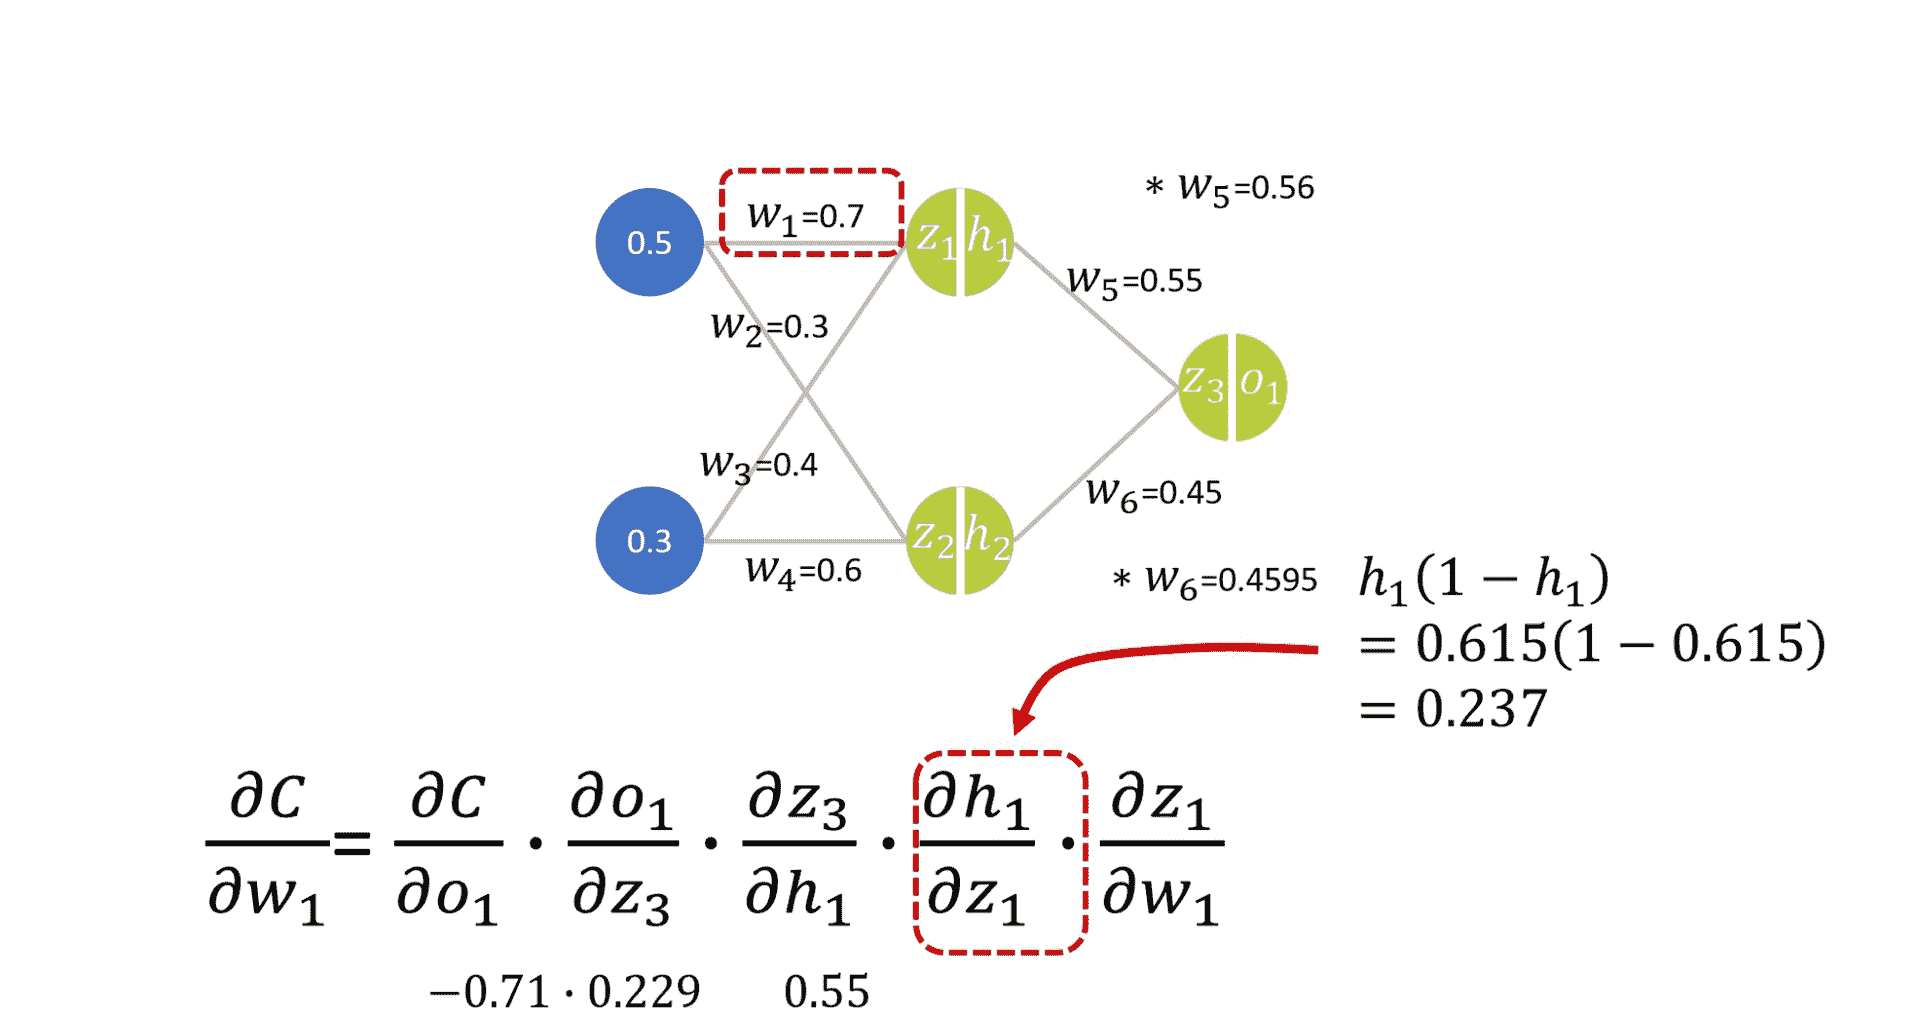 * w₅=0.56
w₁=0.7
0.5
z₁ h₁
w₅=0.55
w₂=0.3
z₃ o₁
w₃=0.4
w₆=0.45
0.3
z₂ h₂
w₄=0.6
* w₆=0.4595
h₁(1 − h₁)
= 0.615(1 − 0.615)
= 0.237
∂C/∂w₁ = ∂C/∂o₁ · ∂o₁/∂z₃ · ∂z₃/∂h₁ · ∂h₁/∂z₁ · ∂z₁/∂w₁
−0.71 · 0.229 0.55